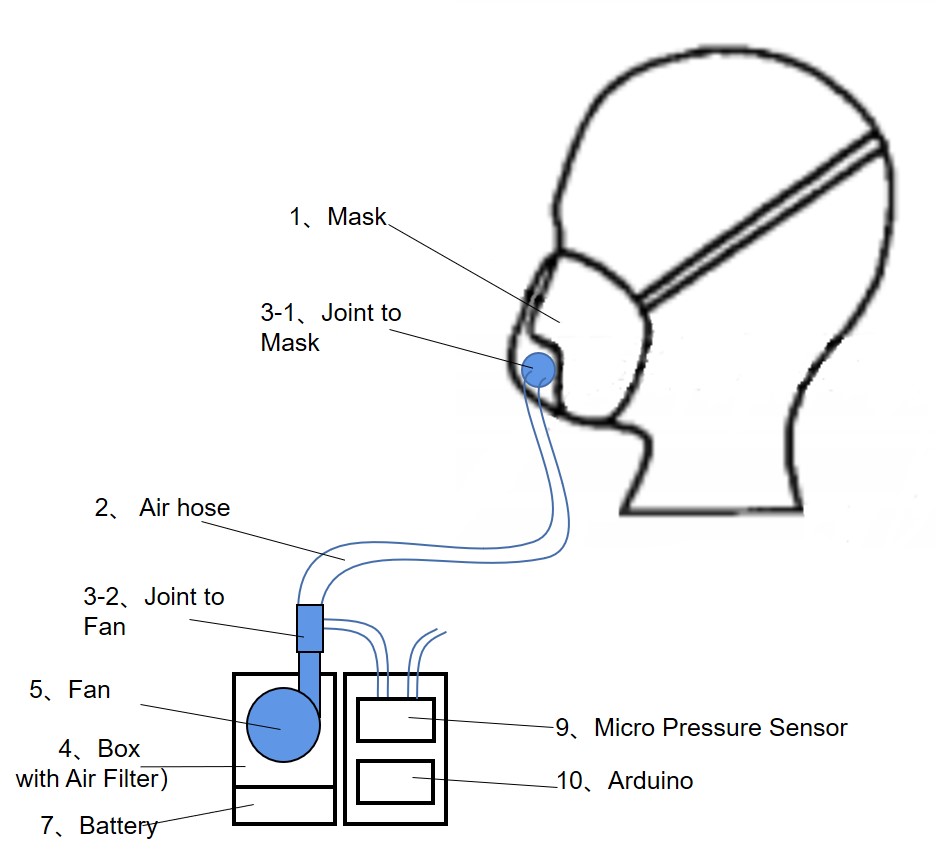 1、Mask
3-1、Joint to
Mask
2、 Air hose
3-2、Joint to
Fan
5、Fan
4、Box
with Air Filter）
7、Battery
9、Micro Pressure Sensor
10、Arduino